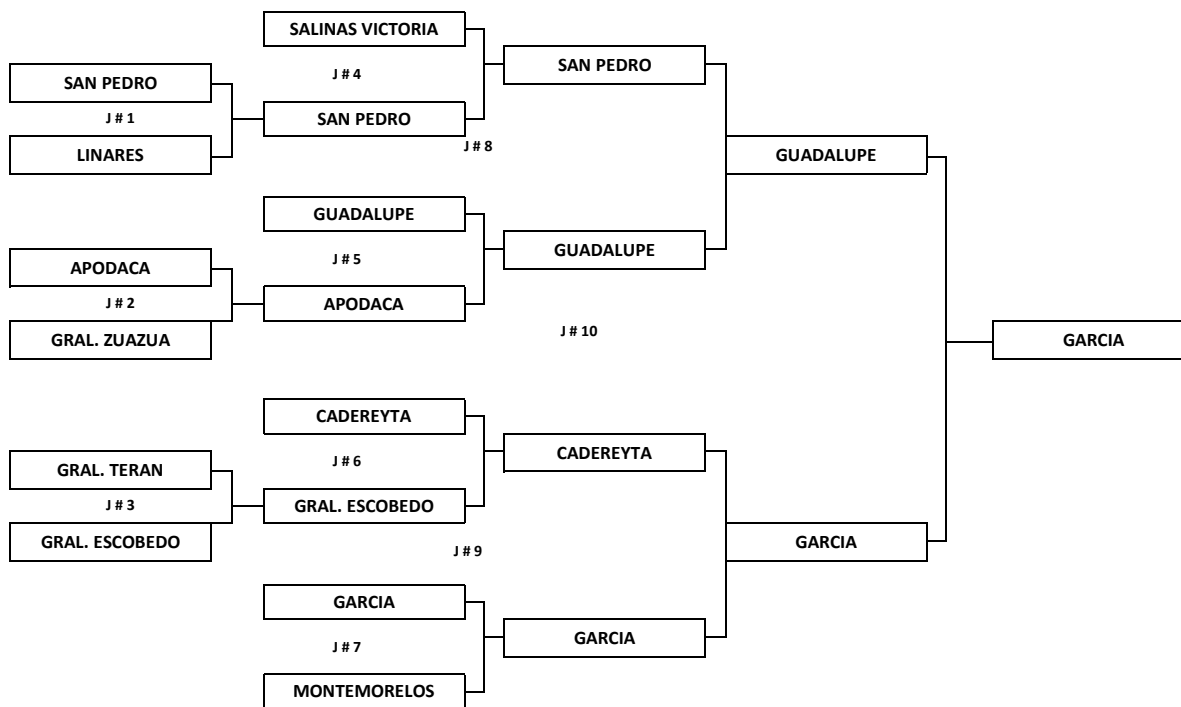 SALINAS VICTORIA
J # 4
SAN PEDRO
SAN PEDRO
J # 1
SAN PEDRO
LINARES
J # 8
GUADALUPE
GUADALUPE
J # 5
GUADALUPE
APODACA
J # 2
APODACA
GRAL. ZUAZUA
J # 10
GARCIA
CADEREYTA
J # 6
CADEREYTA
GRAL. TERAN
J # 3
GRAL. ESCOBEDO
GRAL. ESCOBEDO
GARCIA
J # 9
GARCIA
J # 7
GARCIA
MONTEMORELOS